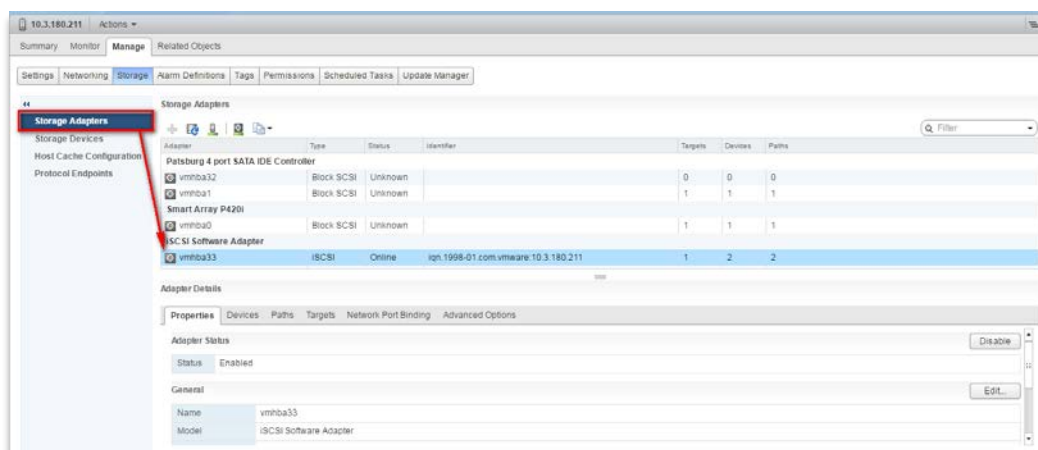 10.3.180.211 Actions
Summary Monitor Manage Related Objects
Settings Networking Storage Alarm Definitions Tags Permissions Scheduled Tasks Update Manager
Storage Adapters
Storage Devices
Host Cache Configuration
Protocol Endpoints
Storage Adapters
Filter
Adapter Type Status Identifier Targets Devices Paths
Patsburg 4 port SATA IDE Controller
vmhba32 Block SCSI Unknown 0 0 0
vmhba1 Block SCSI Unknown 1 1 1
Smart Array P420i
vmhba0 Block SCSI Unknown 1 1 1
iSCSI Software Adapter
vmhba33 iSCSI Online iqn.1998-01.com.vmware:10.3.180.211 1 2 2
Adapter Details
Properties Devices Paths Targets Network Port Binding Advanced Options
Adapter Status
Disable
Status Enabled
General
Edit...
Name vmhba33
Model iSCSI Software Adapter